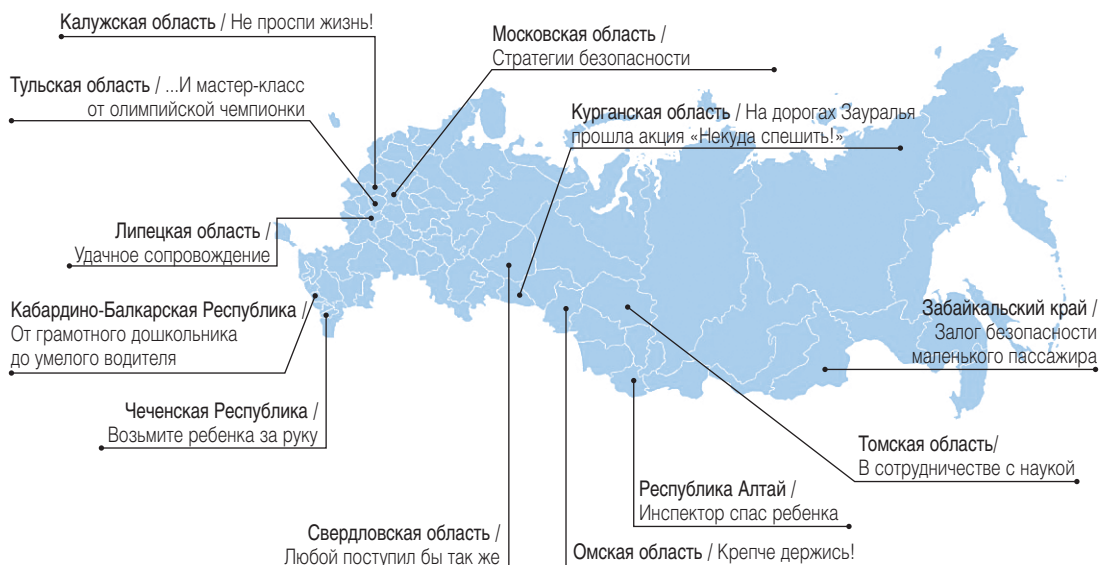 Калужская область / Не проспи жизнь!
Московская область /
Стратегии безопасности
Тульская область / ...И мастер-класс
от олимпийской чемпионки
Курганская область / На дорогах Зауралья
прошла акция «Некуда спешить!»
Липецкая область /
Удачное сопровождение
Кабардино-Балкарская Республика /
От грамотного дошкольника
до умелого водителя
Забайкальский край /
Залог безопасности
маленького пассажира
Чеченская Республика /
Возьмите ребенка за руку
Томская область/
В сотрудничестве с наукой
Республика Алтай /
Инспектор спас ребенка
Свердловская область /
Любой поступил бы так же
Омская область / Крепче держись!